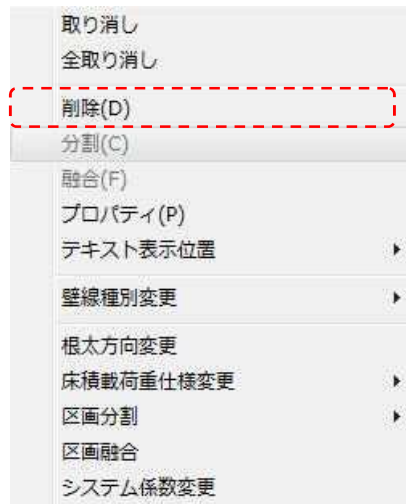 取り消し
全取り消し
削除(D)
分割(C)
融合(F)
プロパティ(P)
テキスト表示位置
壁線種別変更
根太方向変更
床積載荷重仕様変更
区画分割
区画融合
システム係数変更